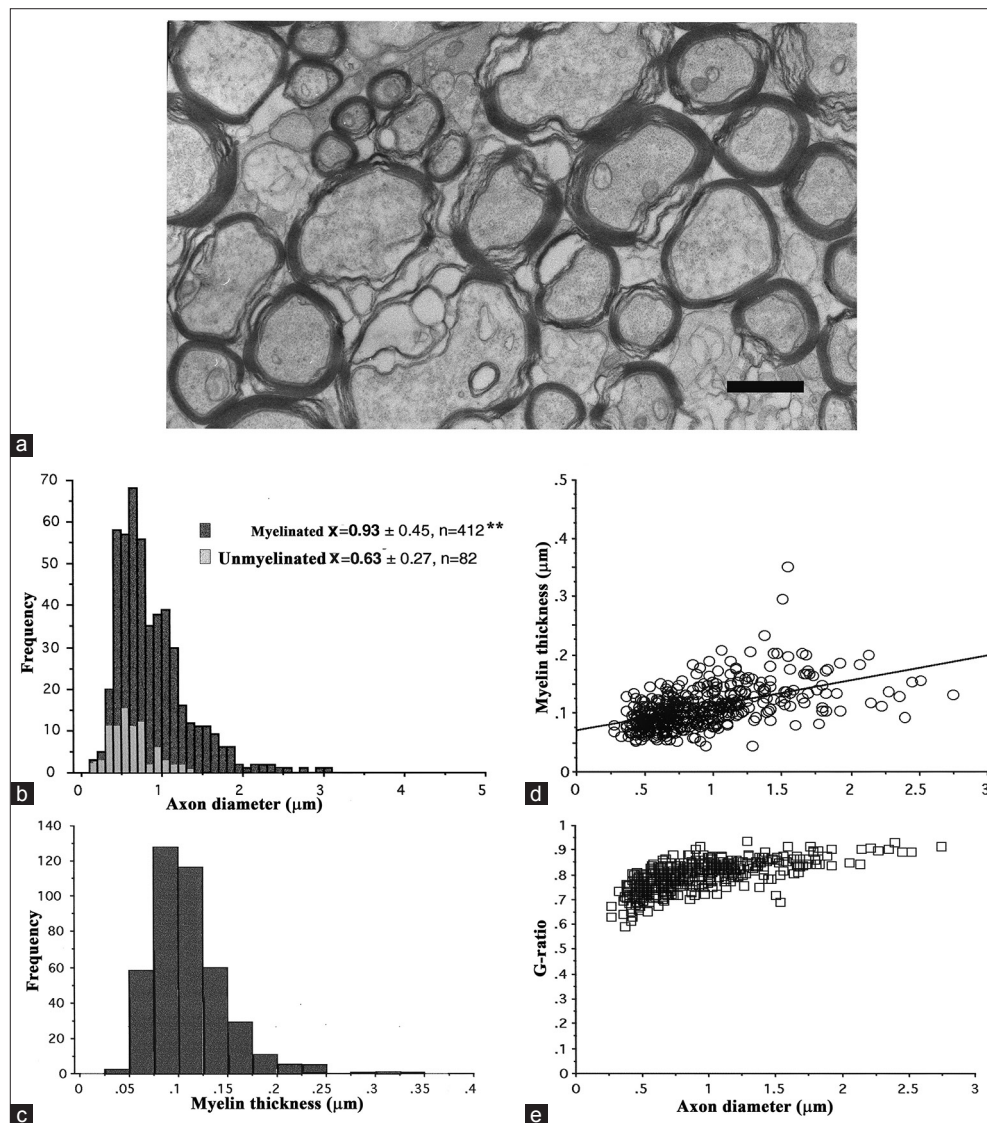 a
70
60
50
40
30
20
10
0
Frequency
Myelinated X=0.93 ± 0.45, n=412**
Unmyelinated X=0.63 ± 0.27, n=82
0 1 2 3 4 5
Axon diameter (μm)
b
.5
.4
.3
.2
.1
0
Myelin thickness (μm)
0 .5 1 1.5 2 2.5 3
d
140
120
100
80
60
40
20
0
Frequency
0 .05 .1 .15 .2 .25 .3 .35 .4
Myelin thickness (μm)
c
1
.9
.8
.7
.6
.5
.4
.3
.2
.1
0
G-ratio
0 .5 1 1.5 2 2.5 3
Axon diameter (μm)
e